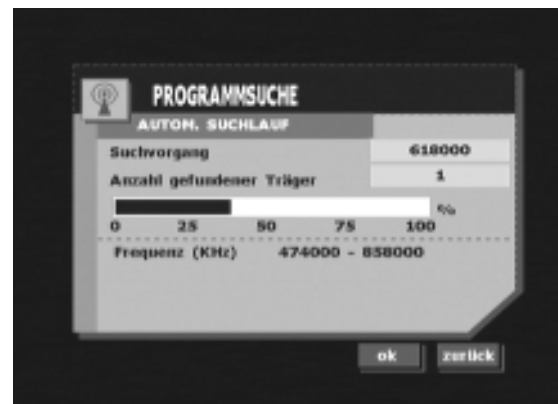 PROGRAMMSUCHE
AUTOM. SUCHLAUF
Suchvorgang 618000
Anzahl gefundener Träger 1
%
0 25 50 75 100
Frequenz (KHz) 474000 - 858000
ok zurück